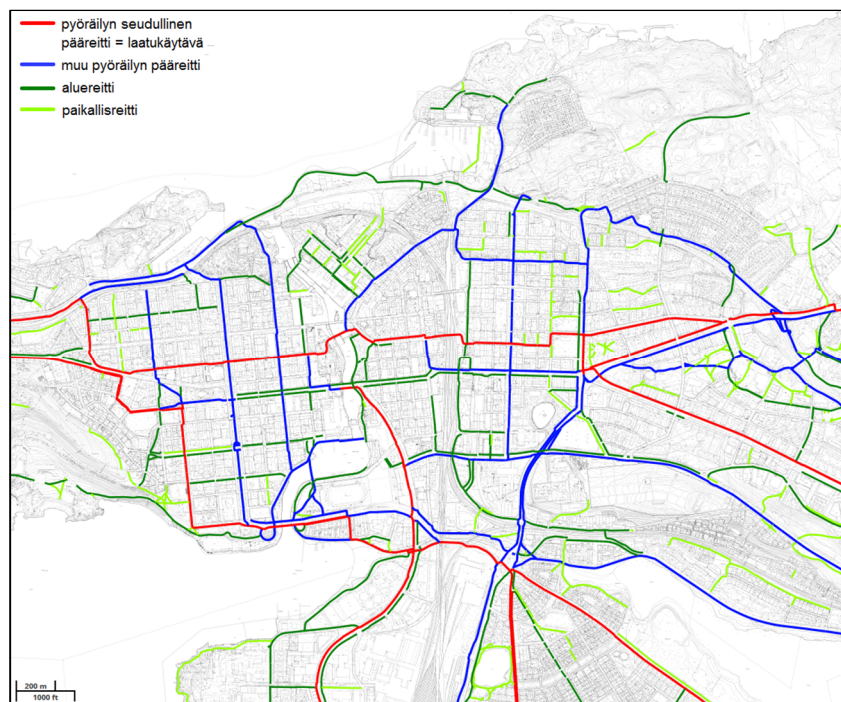 pyöräilyn seudullinen
pääreitti = laatukäytävä
muu pyöräilyn pääreitti
aluereitti
paikallisreitti
200 m
1000 ft